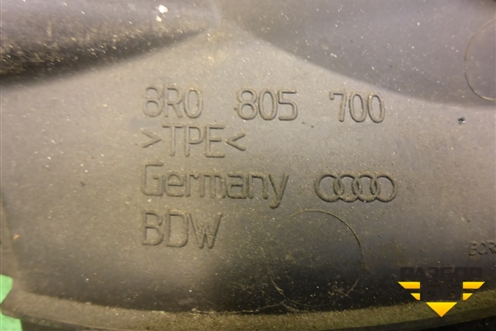 8R0 805 700
>TPE<
Germany
BDW